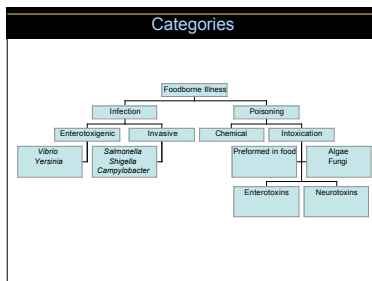 Categories
Foodborne Illness
Infection
Poisoning
Enterotoxigenic
Invasive
Chemical
Intoxication
Vibrio
Yersinia
Salmonella
Shigella
Campylobacter
Preformed in food
Algae
Fungi
Enterotoxins
Neurotoxins